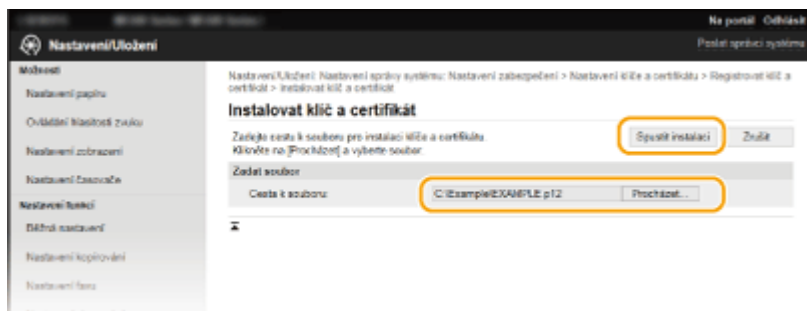 Na portál Odhlásit
Nastavení/Uložení
Poslat správci systému
Možnosti
Nastavení papíru
Ovládání hlasitosti zvuku
Nastavení zobrazení
Nastavení časovače
Nastavení funkcí
Běžná nastavení
Nastavení kopírování
Nastavení faxu
Nastavení/Uložení: Nastavení správy systému: Nastavení zabezpečení > Nastavení klíče a certifikátu > Registrovat klíč a
certifikát > Instalovat klíč a certifikát
Instalovat klíč a certifikát
Zadejte cestu k souboru pro instalaci klíče a certifikátu.
Klikněte na [Procházet] a vyberte soubor.
Spustit instalaci
Zrušit
Zadat soubor
Cesta k souboru:
C:\Example\EXAMPLE.p12
Procházet...